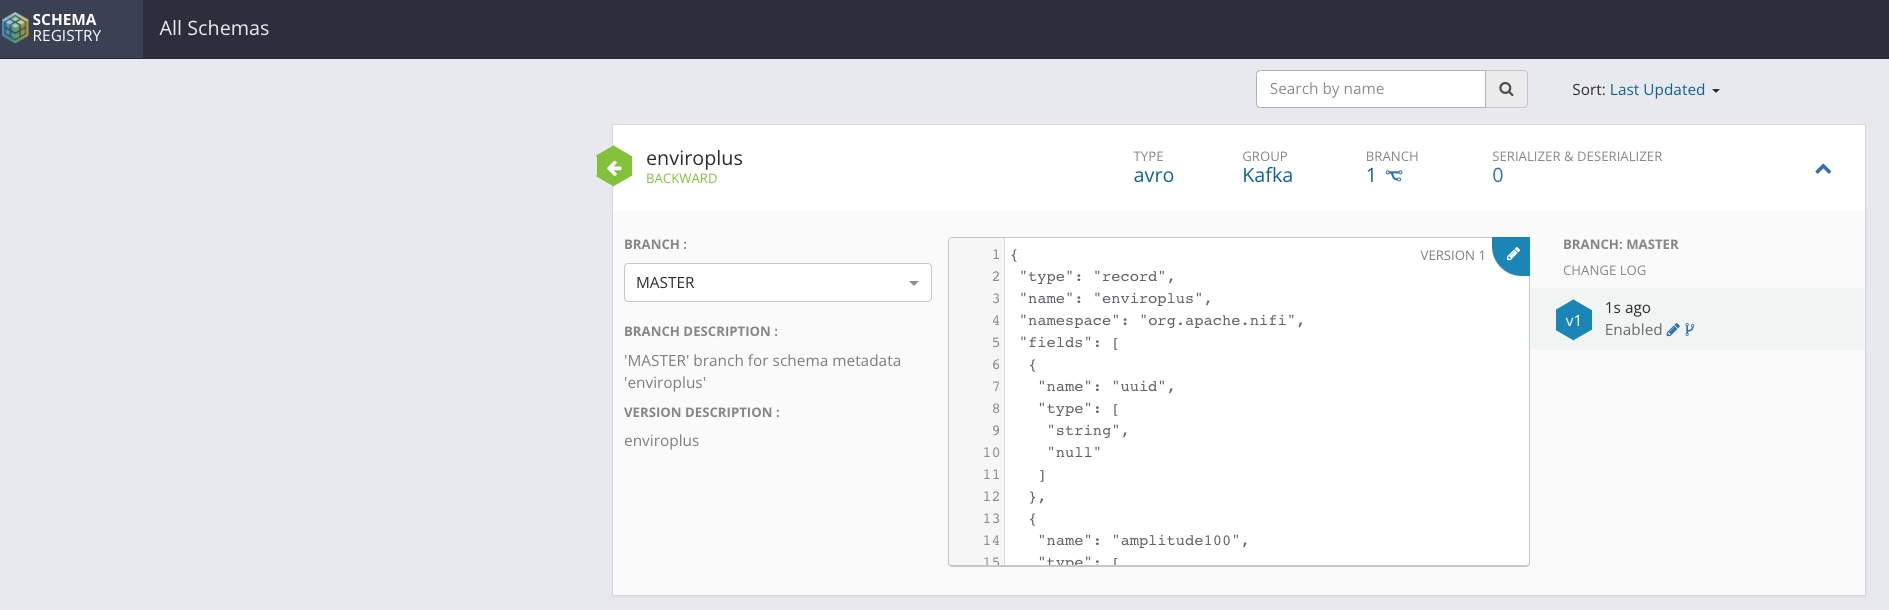 SCHEMA
REGISTRY
All Schemas
Search by name
Sort: Last Updated
enviroplus
BACKWARD
TYPE
avro
GROUP
Kafka
BRANCH
1
SERIALIZER & DESERIALIZER
0
BRANCH :
MASTER
BRANCH DESCRIPTION :
'MASTER' branch for schema metadata
'enviroplus'
VERSION DESCRIPTION :
enviroplus
VERSION 1
1 {
2 "type": "record",
3 "name": "enviroplus",
4 "namespace": "org.apache.nifi",
5 "fields": [
6 {
7 "name": "uuid",
8 "type": [
9 "string",
10 "null"
11 ]
12 },
13 {
14 "name": "amplitude100",
15 "type": [
BRANCH: MASTER
CHANGE LOG
v1
1s ago
Enabled